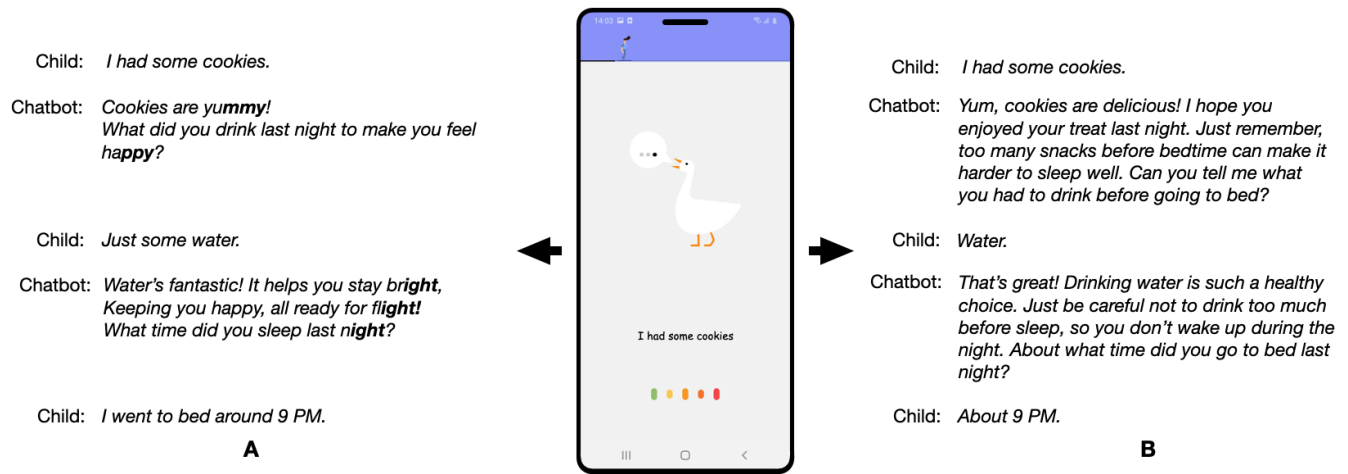 Child: I had some cookies.
Chatbot: Cookies are yummy!
What did you drink last night to make you feel
happy?
Child: Just some water.
Chatbot: Water's fantastic! It helps you stay bright,
Keeping you happy, all ready for flight!
What time did you sleep last night?
Child: I went to bed around 9 PM.
A
14:03
I had some cookies
Child: I had some cookies.
Chatbot: Yum, cookies are delicious! I hope you
enjoyed your treat last night. Just remember,
too many snacks before bedtime can make it
harder to sleep well. Can you tell me what
you had to drink before going to bed?
Child: Water.
Chatbot: That's great! Drinking water is such a healthy
choice. Just be careful not to drink too much
before sleep, so you don't wake up during the
night. About what time did you go to bed last
night?
Child: About 9 PM.
B